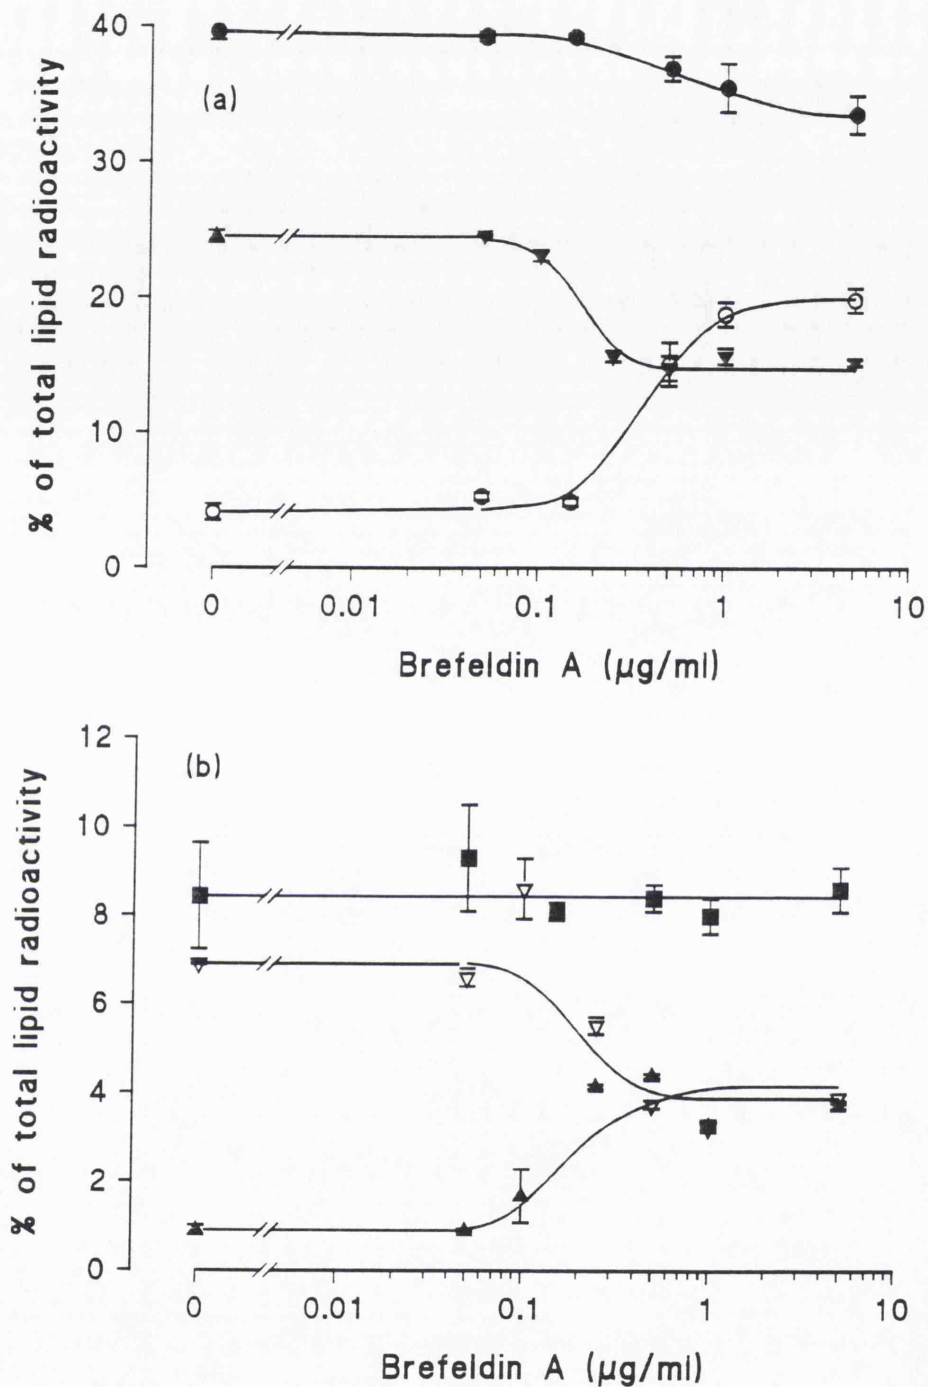 40
(a)
30
20
10
0
% of total lipid radioactivity
0 0.01 0.1 1 10
Brefeldin A (µg/ml)
12
(b)
10
8
6
4
2
0
% of total lipid radioactivity
0 0.01 0.1 1 10
Brefeldin A (µg/ml)